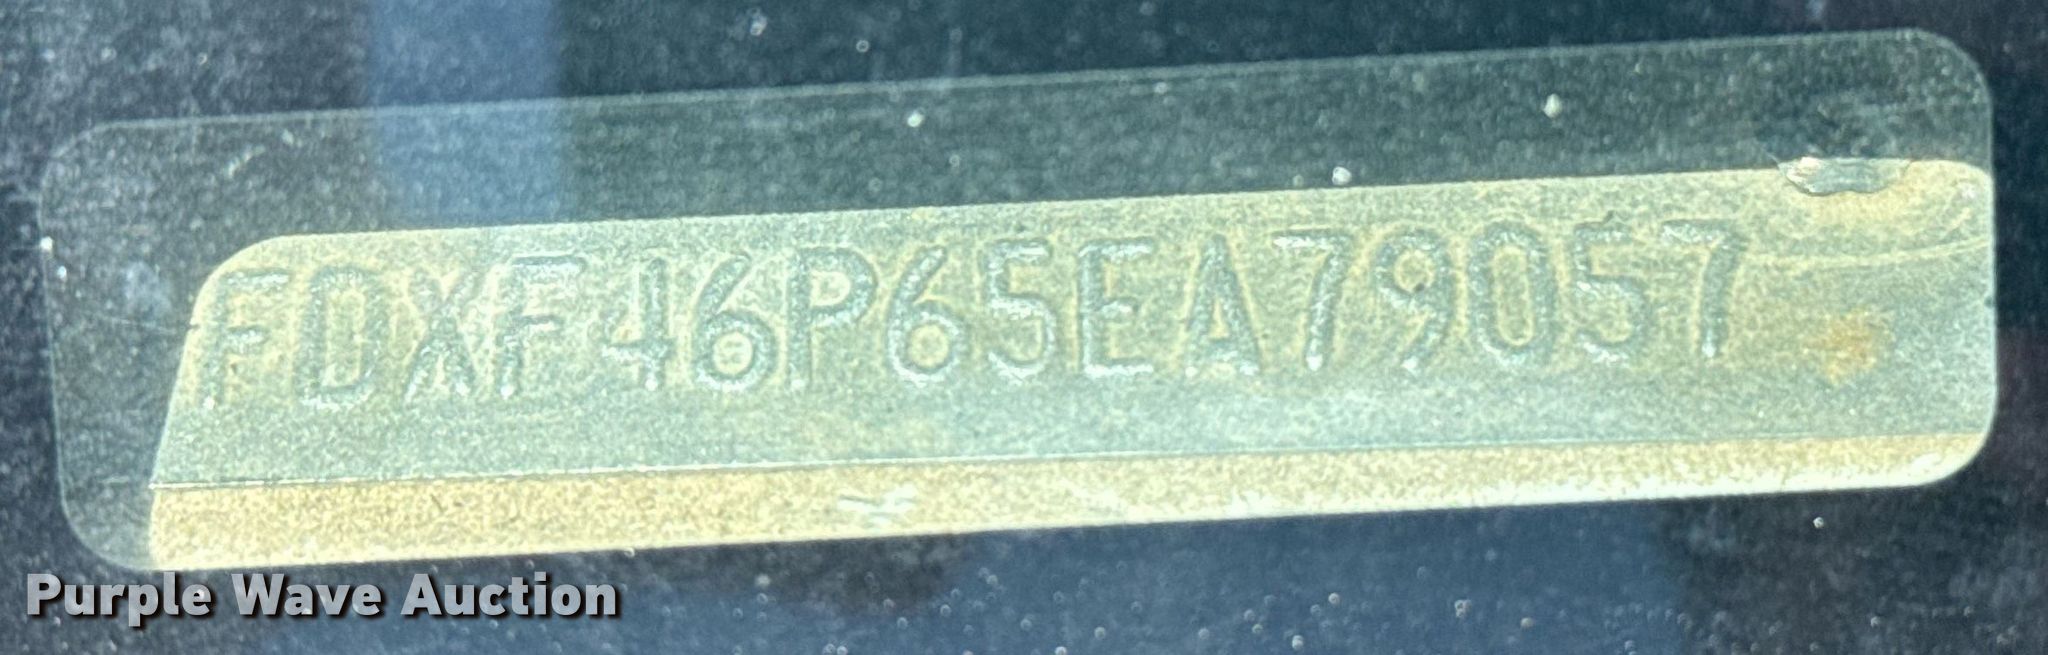 FDXF46P65EA79057
Purple Wave Auction